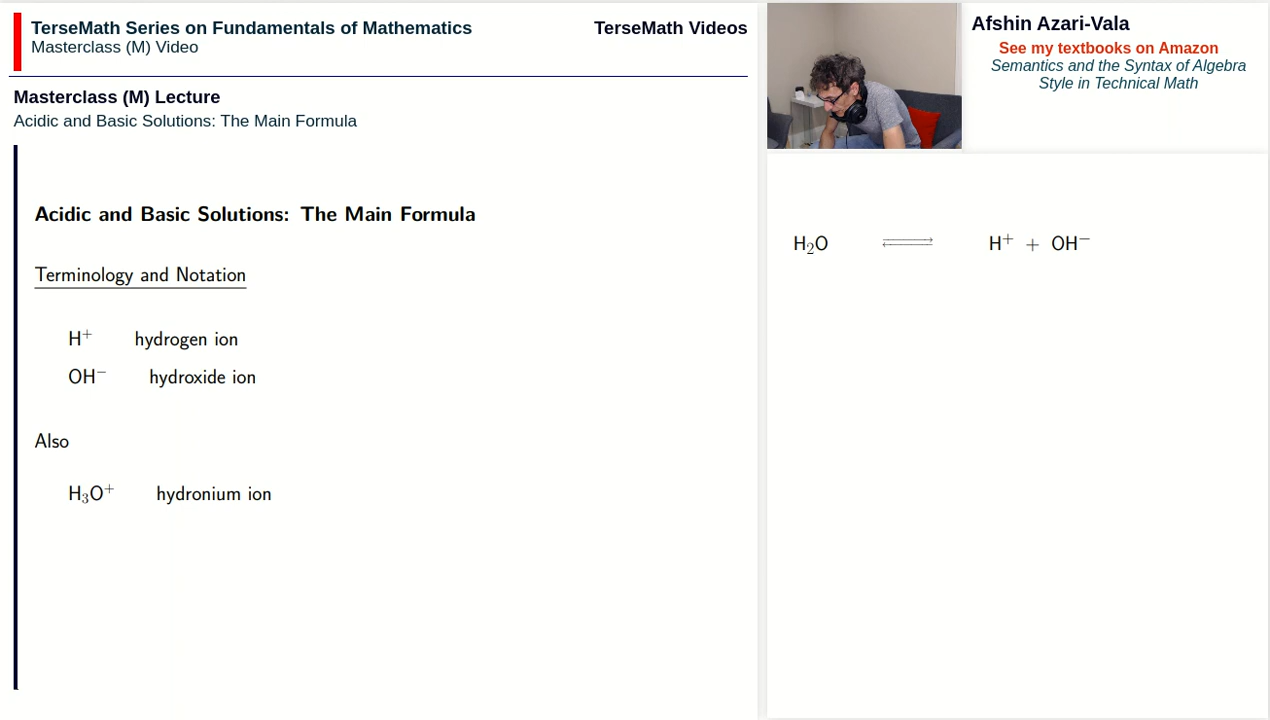 TerseMath Series on Fundamentals of Mathematics
Masterclass (M) Video
TerseMath Videos
Masterclass (M) Lecture
Acidic and Basic Solutions: The Main Formula
Acidic and Basic Solutions: The Main Formula
Terminology and Notation
H⁺ hydrogen ion
OH⁻ hydroxide ion
Also
H₃O⁺ hydronium ion
Afshin Azari-Vala
See my textbooks on Amazon
Semantics and the Syntax of Algebra
Style in Technical Math
H₂O ⇄ H⁺ + OH⁻